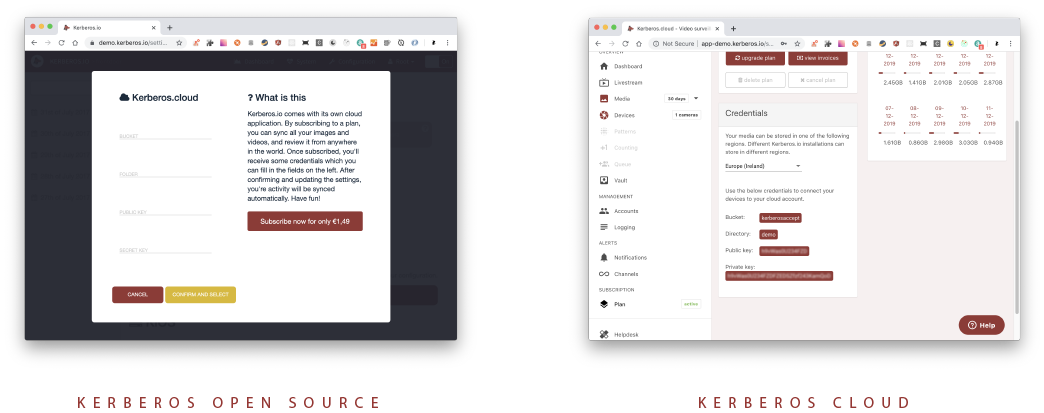 Kerberos.io
demo.kerberos.io/setti
Kerberos.cloud
BUCKET
FOLDER
PUBLIC KEY
SECRET KEY
? What is this
Kerberos.io comes with its own cloud
application. By subscribing to a plan,
you can sync all your images and
videos, and review it from anywhere
in the world. Once subscribed, you'll
receive some credentials which you
can fill in the fields on the left. After
confirming and updating the settings,
you're activity will be synced
automatically. Have fun!
Subscribe now for only €1,49
CANCEL
CONFIRM AND SELECT
Kerberos.cloud - Video surve
Not Secure | app-demo.kerberos.io/s...
OVERVIEW
Dashboard
Livestream
Media
30 days
Devices
1 cameras
Patterns
Counting
Queue
Vault
MANAGEMENT
Accounts
Logging
ALERTS
Notifications
Channels
SUBSCRIPTION
Plan
active
Helpdesk
upgrade plan
view invoices
delete plan
cancel plan
Credentials
Your media can be stored in one of the following
regions. Different Kerberos.io installations can
store in different regions.
Europe (Ireland)
Use the below credentials to connect your
devices to your cloud account.
Bucket: kerberosaccept
Directory: demo
Public key:
Private key:
12- 12- 12- 12- 12-
2019 2019 2019 2019 2019
2.45GB 1.41GB 2.01GB 2.05GB 2.87GB
07- 08- 09- 10- 11-
12- 12- 12- 12- 12-
2019 2019 2019 2019 2019
1.61GB 0.86GB 2.98GB 3.03GB 0.94GB
Help
KERBEROS OPEN SOURCE
KERBEROS CLOUD